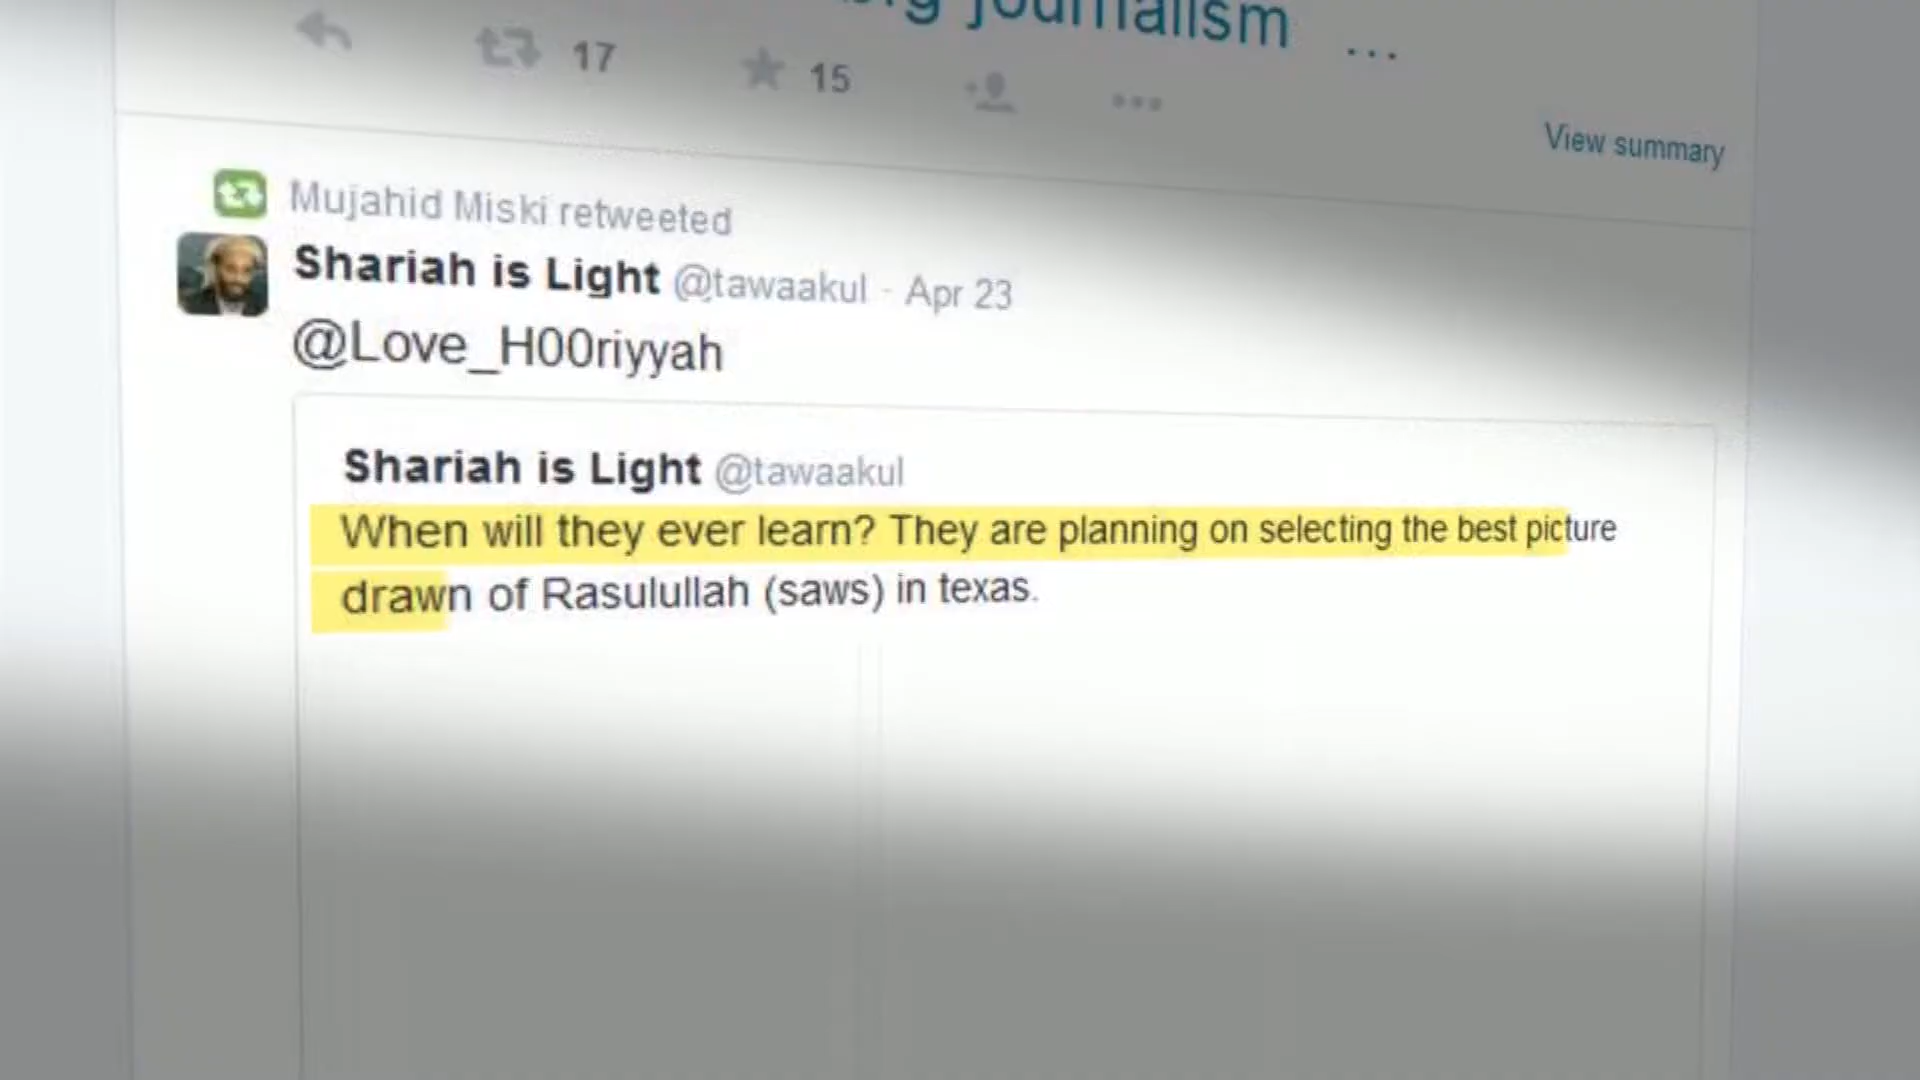 journalism ...
17 15
View summary
Mujahid Miski retweeted
Shariah is Light @tawaakul - Apr 23
@Love_H00riyyah
Shariah is Light @tawaakul
When will they ever learn? They are planning on selecting the best picture
drawn of Rasulullah (saws) in texas.